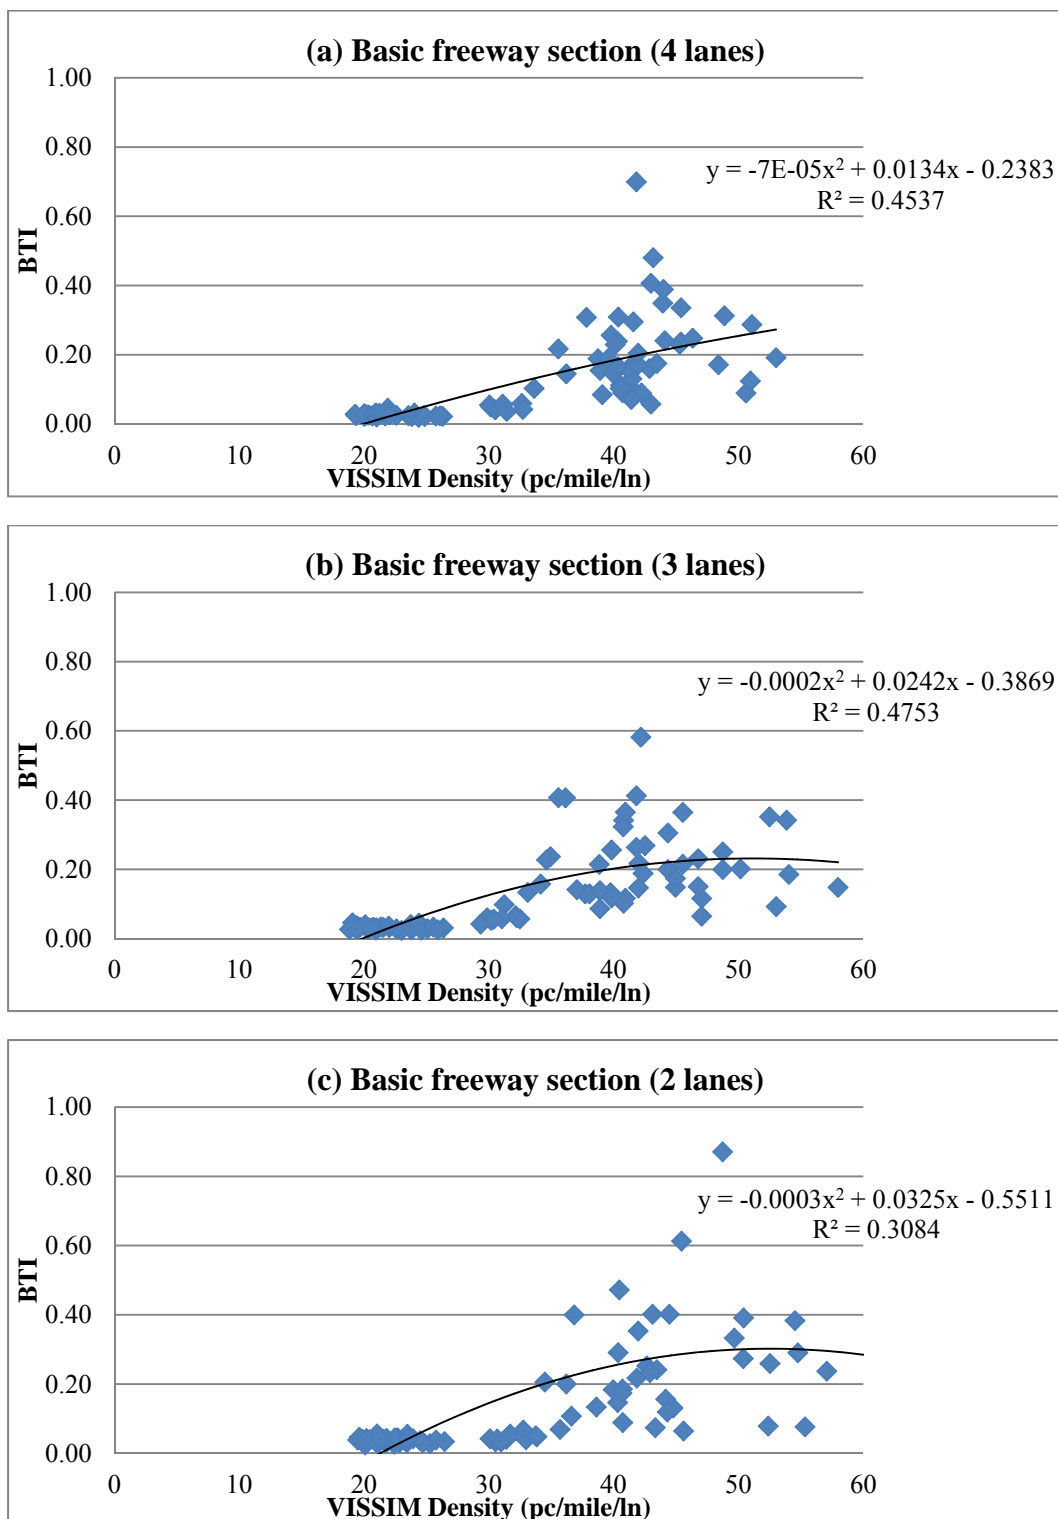 (a) Basic freeway section (4 lanes)
1.00
0.80
0.60
0.40
0.20
0.00
BTI
y = -7E-05x² + 0.0134x - 0.2383
R² = 0.4537
0 10 20 30 40 50 60
VISSIM Density (pc/mile/ln)
(b) Basic freeway section (3 lanes)
1.00
0.80
0.60
0.40
0.20
0.00
BTI
y = -0.0002x² + 0.0242x - 0.3869
R² = 0.4753
0 10 20 30 40 50 60
VISSIM Density (pc/mile/ln)
(c) Basic freeway section (2 lanes)
1.00
0.80
0.60
0.40
0.20
0.00
BTI
y = -0.0003x² + 0.0325x - 0.5511
R² = 0.3084
0 10 20 30 40 50 60
VISSIM Density (pc/mile/ln)